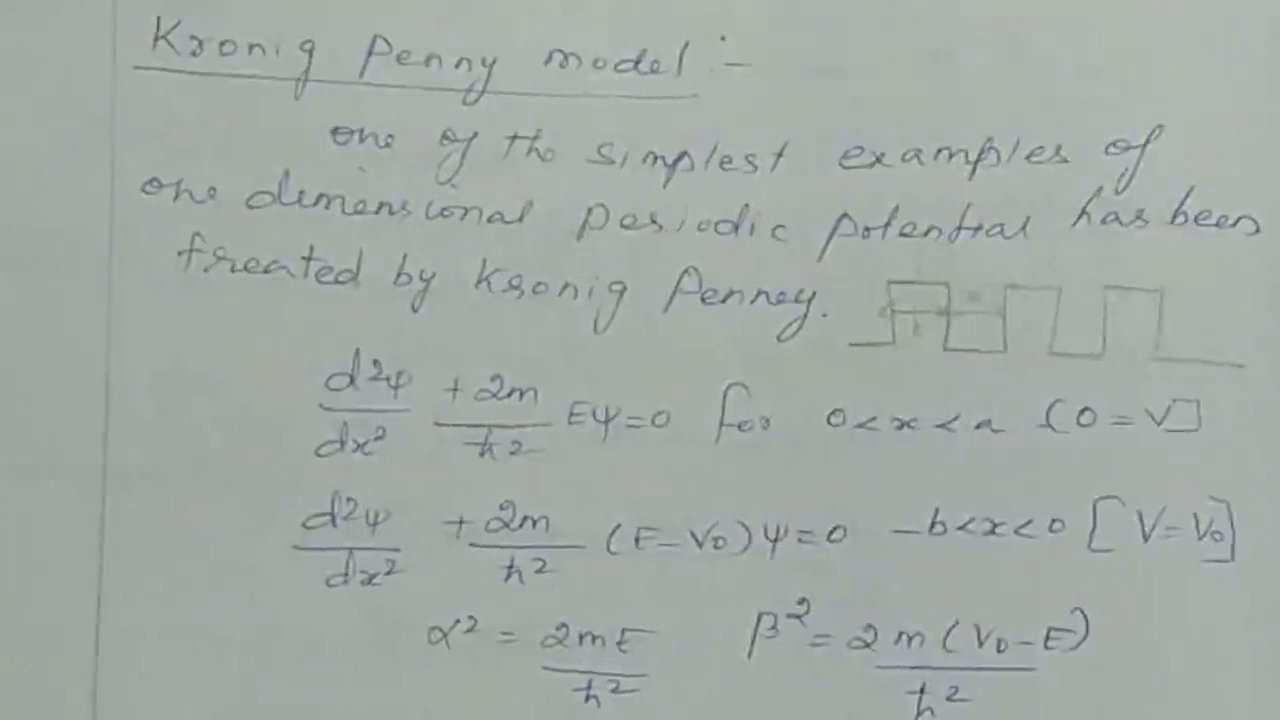 Kronig Penny model :-
one of the simplest examples of
one dimensional periodic potential has been
treated by Kronig Penney.
d²ψ/dx² + 2m/ħ² Eψ=0 for 0<x<a [0=V]
d²ψ/dx² + 2m/ħ² (E-V₀)ψ=0 -b<x<0 [V=V₀]
α² = 2mE/ħ² β² = 2m(V₀-E)/ħ²